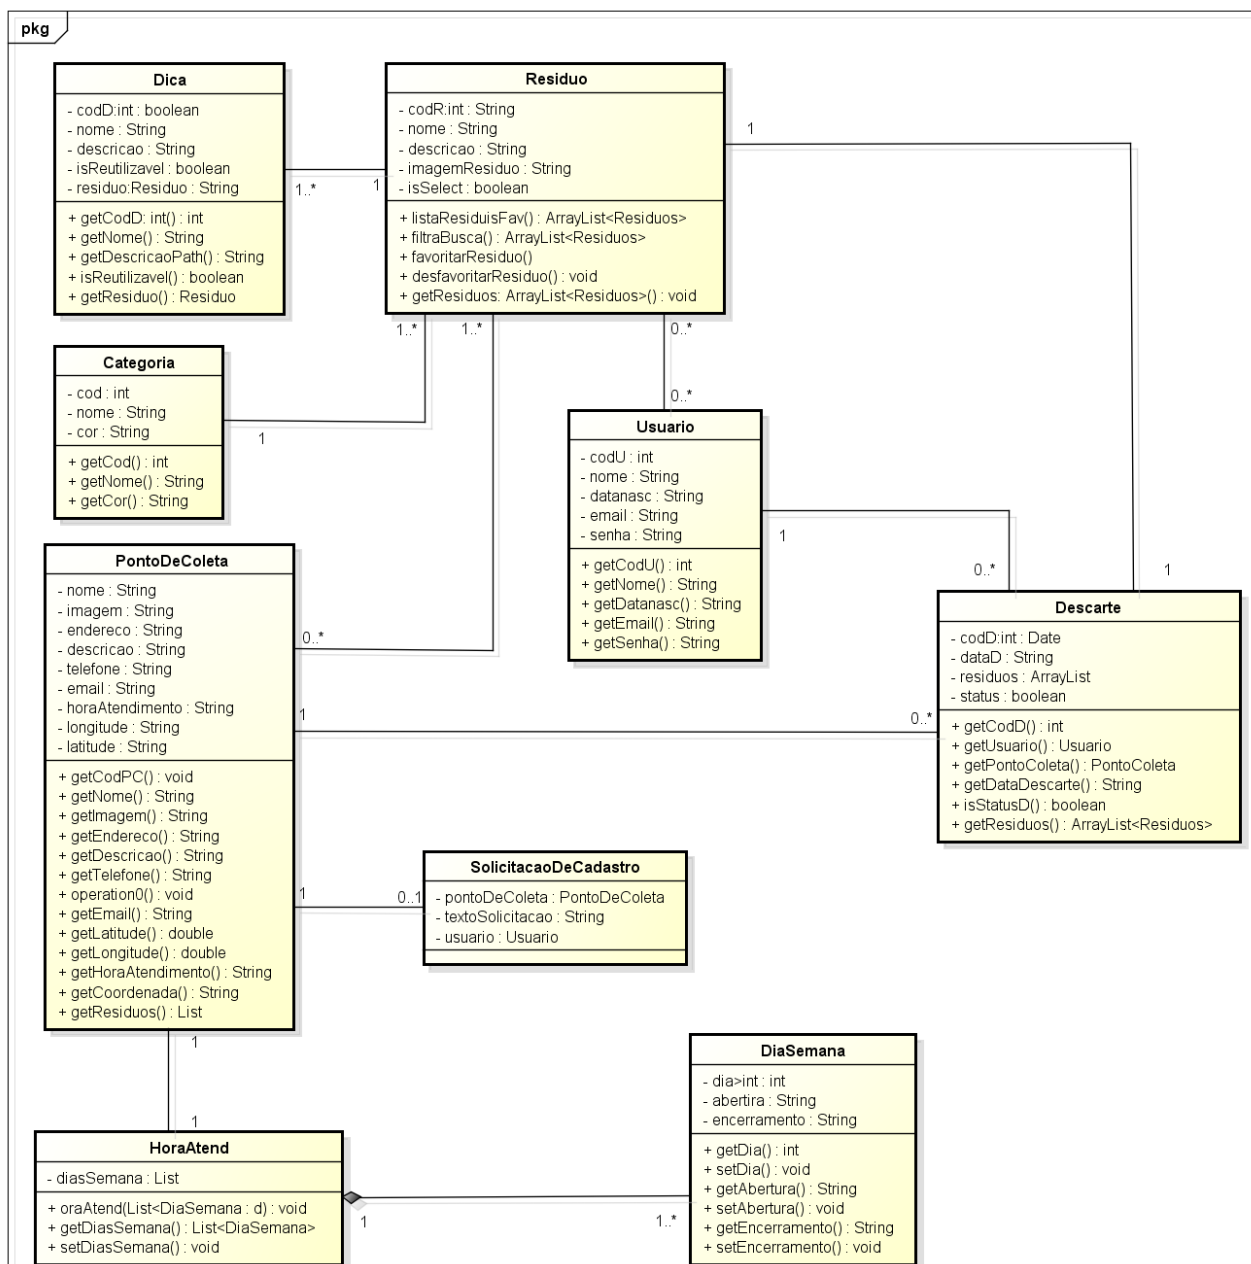 pkg
Dica
- codD:int : boolean
- nome : String
- descricao : String
- isReutilizavel : boolean
- residuo:Residuo : String
+ getCodD: int() : int
+ getNome() : String
+ getDescricaoPath() : String
+ isReutilizavel() : boolean
+ getResiduo() : Residuo
1..*
1
Residuo
- codR:int : String
- nome : String
- descricao : String
- imagemResiduo : String
- isSelect : boolean
+ listaResiduisFav() : ArrayList<Residuos>
+ filtraBusca() : ArrayList<Residuos>
+ favoritarResiduo()
+ desfavoritarResiduo() : void
+ getResiduos: ArrayList<Residuos>() : void
1
1..*
1..*
0..*
Categoria
- cod : int
- nome : String
- cor : String
+ getCod() : int
+ getNome() : String
+ getCor() : String
1
0..*
Usuario
- codU : int
- nome : String
- datanasc : String
- email : String
- senha : String
+ getCodU() : int
+ getNome() : String
+ getDatanasc() : String
+ getEmail() : String
+ getSenha() : String
1
0..*
1
PontoDeColeta
- nome : String
- imagem : String
- endereco : String
- descricao : String
- telefone : String
- email : String
- horaAtendimento : String
- longitude : String
- latitude : String
+ getCodPC() : void
+ getNome() : String
+ getImagem() : String
+ getEndereco() : String
+ getDescricao() : String
+ getTelefone() : String
+ operation0() : void
+ getEmail() : String
+ getLatitude() : double
+ getLongitude() : double
+ getHoraAtendimento() : String
+ getCoordenada() : String
+ getResiduos() : List
0..*
1
0..*
Descarte
- codD:int : Date
- dataD : String
- residuos : ArrayList
- status : boolean
+ getCodD() : int
+ getUsuario() : Usuario
+ getPontoColeta() : PontoColeta
+ getDataDescarte() : String
+ isStatusD() : boolean
+ getResiduos() : ArrayList<Residuos>
1
0..1
SolicitacaoDeCadastro
- pontoDeColeta : PontoDeColeta
- textoSolicitacao : String
- usuario : Usuario
1
1
HoraAtend
- diasSemana : List
+ oraAtend(List<DiaSemana : d) : void
+ getDiasSemana() : List<DiaSemana>
+ setDiasSemana() : void
1
1..*
DiaSemana
- dia>int : int
- abertira : String
- encerramento : String
+ getDia() : int
+ setDia() : void
+ getAbertura() : String
+ setAbertura() : void
+ getEncerramento() : String
+ setEncerramento() : void